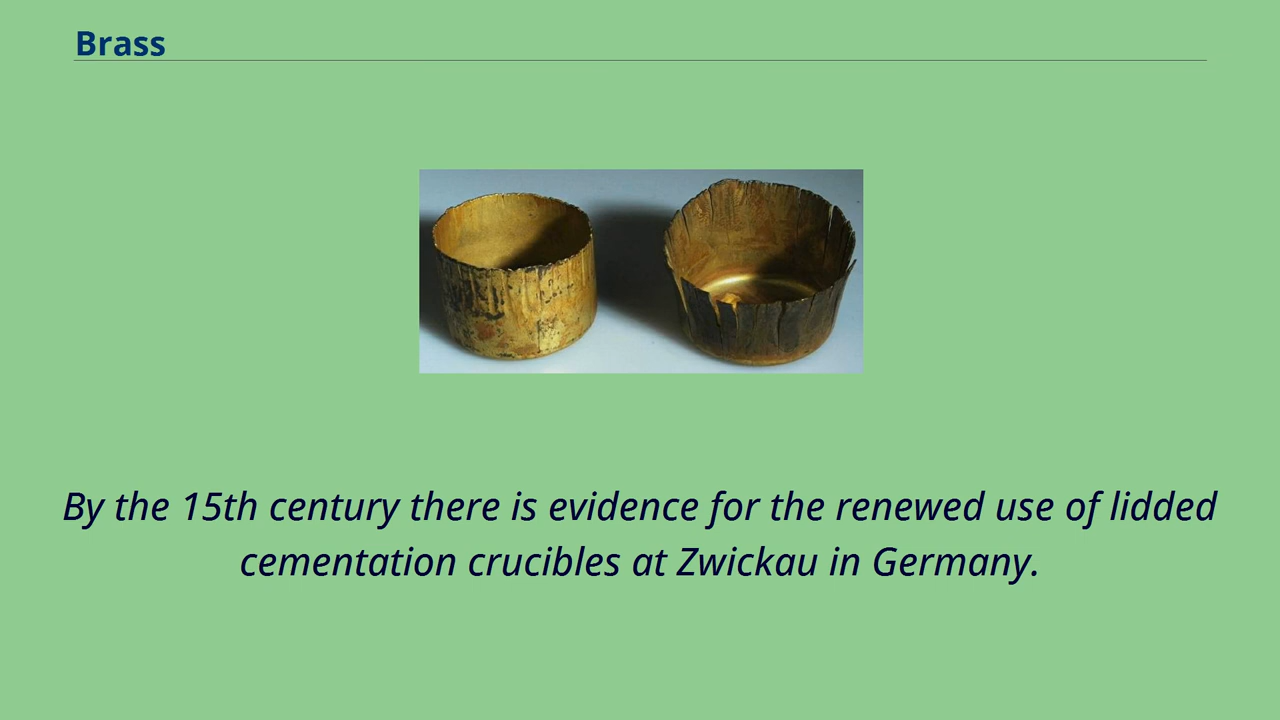 Brass
By the 15th century there is evidence for the renewed use of lidded
cementation crucibles at Zwickau in Germany.